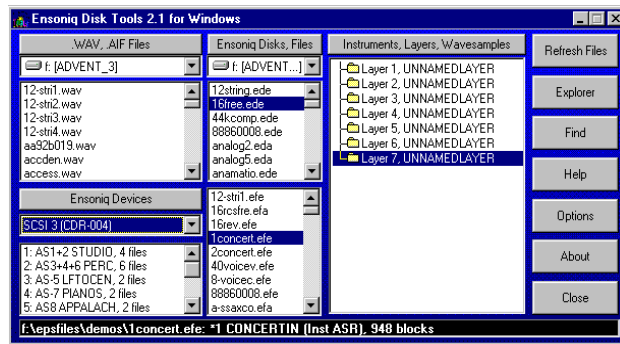 Ensoniq Disk Tools 2.1 for Windows
.WAV, .AIF Files
f: [ADVENT_3]
12-stri1.wav
12-stri2.wav
12-stri3.wav
12-stri4.wav
aa92b019.wav
accden.wav
access.wav
Ensoniq Devices
SCSI 3 (CDR-004)
1: AS1+2 STUDIO, 4 files
2: AS3+4+6 PERC, 6 files
3: AS-5 LFTOCEN, 2 files
4: AS-7 PIANOS, 2 files
5: AS8 APPALACH, 2 files
Ensoniq Disks, Files
f: [ADVENT...]
12string.ede
16free.ede
44kcomp.ede
88860008.ede
analog2.eda
analog5.eda
anamatio.ede
12-stri1.efe
16rcsfre.efa
16rev.efe
1concert.efe
2concert.efe
40voicev.efe
8-voicec.efe
88860008.efe
a-ssaxco.efa
Instruments, Layers, Wavesamples
Layer 1, UNNAMEDLAYER
Layer 2, UNNAMEDLAYER
Layer 3, UNNAMEDLAYER
Layer 4, UNNAMEDLAYER
Layer 5, UNNAMEDLAYER
Layer 6, UNNAMEDLAYER
Layer 7, UNNAMEDLAYER
Refresh Files
Explorer
Find
Help
Options
About
Close
f:\epsfiles\demos\1concert.efe: *1 CONCERTIN (Inst ASR), 948 blocks